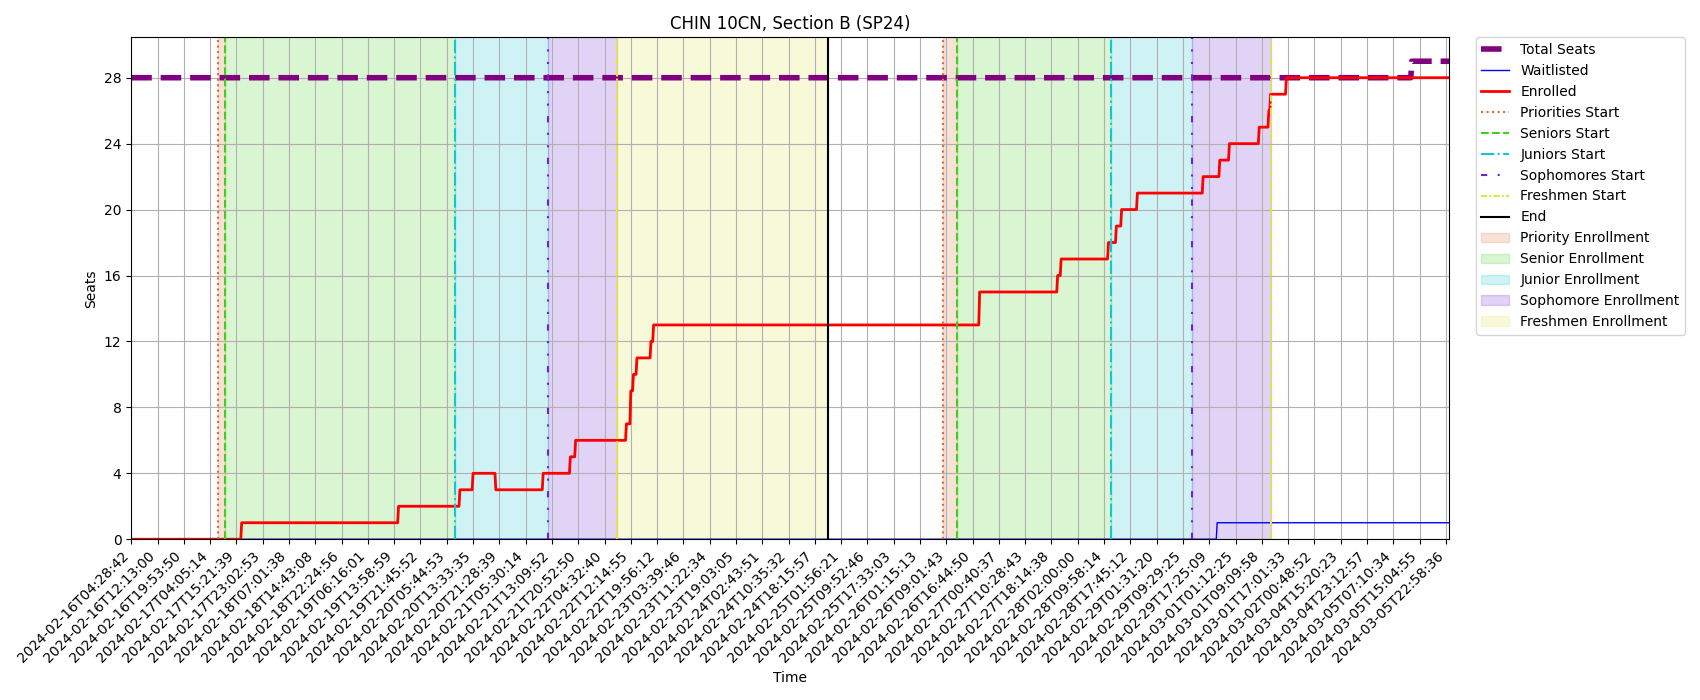 CHIN 10CN, Section B (SP24)
Total Seats
Waitlisted
Enrolled
Priorities Start
Seniors Start
Juniors Start
Sophomores Start
Freshmen Start
End
Priority Enrollment
Senior Enrollment
Junior Enrollment
Sophomore Enrollment
Freshmen Enrollment
Seats
28
24
20
16
12
8
4
0
2024-02-16T04:28:42
2024-02-16T12:13:00
2024-02-16T19:53:50
2024-02-17T04:05:14
2024-02-17T15:21:39
2024-02-17T23:02:53
2024-02-18T07:01:38
2024-02-18T14:43:08
2024-02-18T22:24:56
2024-02-19T06:16:01
2024-02-19T13:58:59
2024-02-19T21:45:52
2024-02-20T05:44:53
2024-02-20T13:33:35
2024-02-20T21:28:39
2024-02-21T05:30:14
2024-02-21T13:09:52
2024-02-21T20:52:50
2024-02-22T04:32:40
2024-02-22T12:14:55
2024-02-22T19:56:12
2024-02-23T03:39:46
2024-02-23T11:22:34
2024-02-23T19:03:05
2024-02-24T02:43:51
2024-02-24T10:35:32
2024-02-24T18:15:57
2024-02-25T01:56:21
2024-02-25T09:52:46
2024-02-25T17:33:03
2024-02-26T01:15:13
2024-02-26T09:01:43
2024-02-26T16:44:50
2024-02-27T00:40:37
2024-02-27T10:28:43
2024-02-27T18:14:38
2024-02-28T02:00:00
2024-02-28T09:58:14
2024-02-28T17:45:12
2024-02-29T01:31:20
2024-02-29T09:29:25
2024-02-29T17:25:09
2024-03-01T01:12:25
2024-03-01T09:09:58
2024-03-01T17:01:33
2024-03-02T00:48:52
2024-03-04T15:20:23
2024-03-04T23:12:57
2024-03-05T07:10:34
2024-03-05T15:04:55
2024-03-05T22:58:36
Time